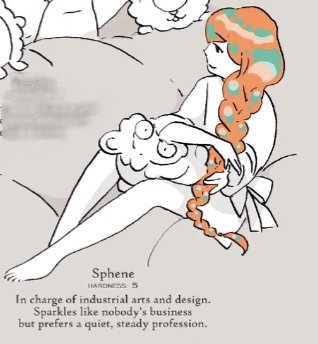 Sphene
HARDNESS: 5
In charge of industrial arts and design.
Sparkles like nobody's business
but prefers a quiet, steady profession.